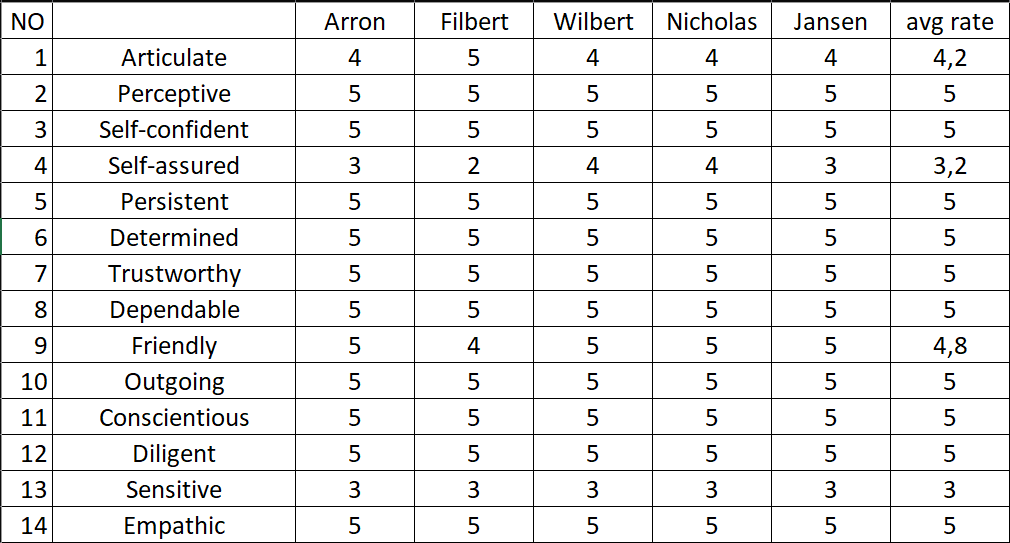 NO Arron Filbert Wilbert Nicholas Jansen avg rate
1 Articulate 4 5 4 4 4 4,2
2 Perceptive 5 5 5 5 5 5
3 Self-confident 5 5 5 5 5 5
4 Self-assured 3 2 4 4 3 3,2
5 Persistent 5 5 5 5 5 5
6 Determined 5 5 5 5 5 5
7 Trustworthy 5 5 5 5 5 5
8 Dependable 5 5 5 5 5 5
9 Friendly 5 4 5 5 5 4,8
10 Outgoing 5 5 5 5 5 5
11 Conscientious 5 5 5 5 5 5
12 Diligent 5 5 5 5 5 5
13 Sensitive 3 3 3 3 3 3
14 Empathic 5 5 5 5 5 5